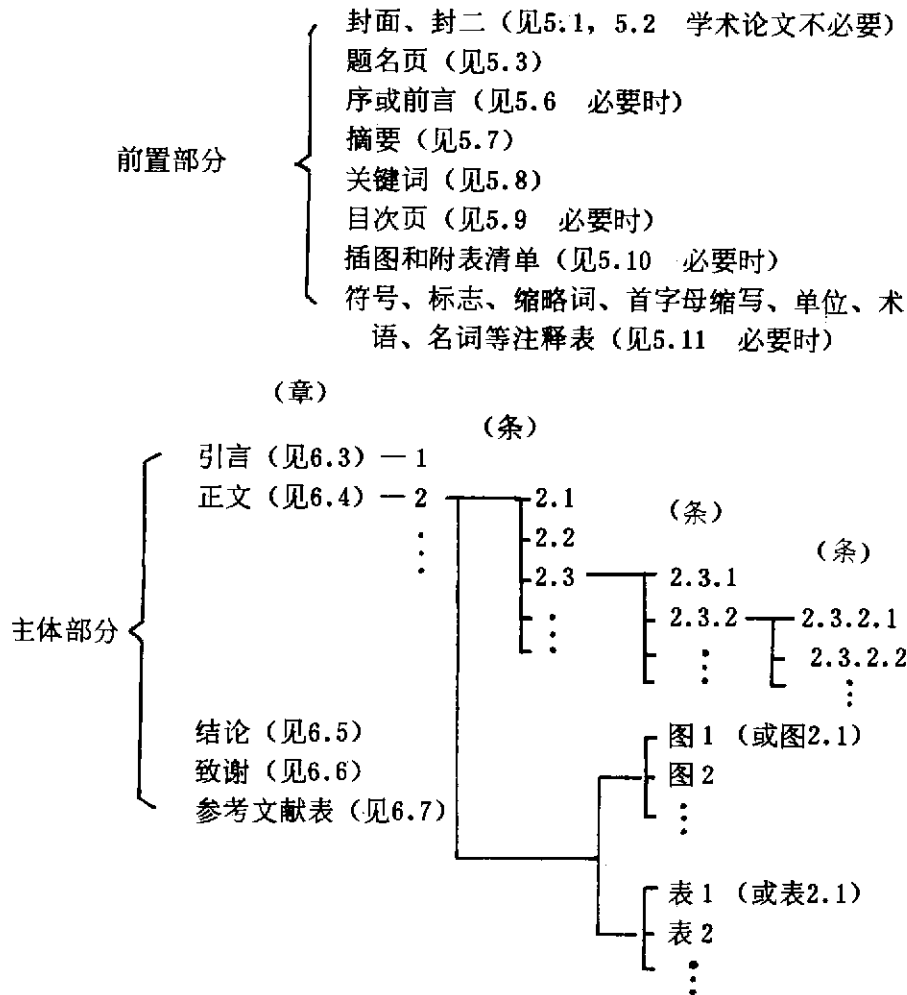 封面、封二（见5.1，5.2 学术论文不必要）
题名页（见5.3）
序或前言（见5.6 必要时）
摘要（见5.7）
前置部分
关键词（见5.8）
目次页（见5.9 必要时）
插图和附表清单（见5.10 必要时）
符号、标志、缩略词、首字母缩写、单位、术
语、名词等注释表（见5.11 必要时）
（章）
（条）
引言（见6.3）— 1
正文（见6.4）— 2
2.1
（条）
2.2
（条）
2.3
2.3.1
主体部分
2.3.2
2.3.2.1
2.3.2.2
结论（见6.5）
图1（或图2.1）
致谢（见6.6）
图2
参考文献表（见6.7）
表1（或表2.1）
表2